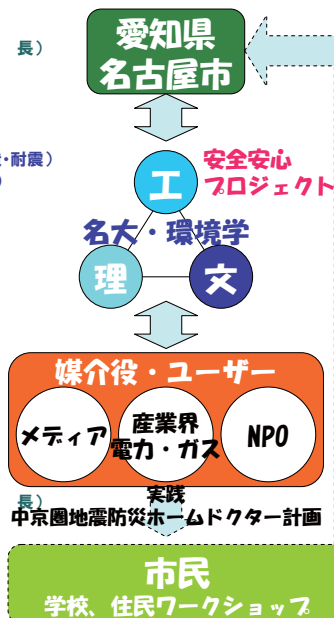 愛知県
長）
名古屋市
・耐震）
）
工
安全安心
プロジェクト
名大・環境学
理
文
媒介役・ユーザー
メディア
産業界
電力・ガス
NPO
実践
長）
中京圏地震防災ホームドクター計画
市民
学校、住民ワークショップ